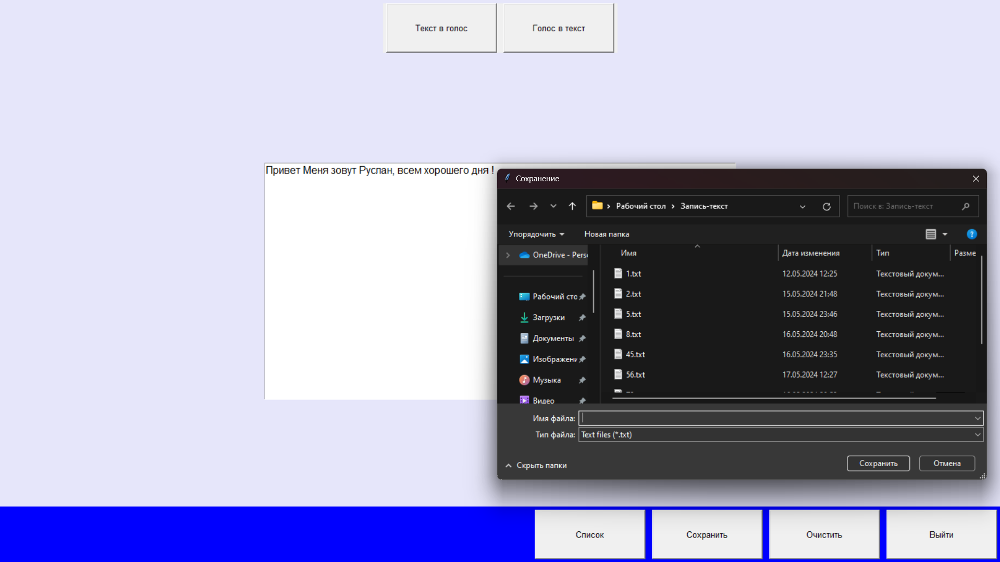 Текст в голос
Голос в текст
Привет Меня зовут Руслан, всем хорошего дня !
Сохранение
Рабочий стол
Запись-текст
Поиск в: Запись-текст
Упорядочить
Новая папка
?
OneDrive - Pers
Имя Дата изменения Тип Разме
Рабочий сто
Загрузки
Документы
Изображени
Музыка
Видео
1.txt 12.05.2024 12:25 Текстовый докум...
2.txt 15.05.2024 21:48 Текстовый докум...
5.txt 15.05.2024 23:46 Текстовый докум...
8.txt 16.05.2024 20:48 Текстовый докум...
45.txt 16.05.2024 23:35 Текстовый докум...
56.txt 17.05.2024 12:27 Текстовый докум...
Имя файла:
Тип файла: Text files (*.txt)
Скрыть папки
Сохранить
Отмена
Список
Сохранить
Очистить
Выйти